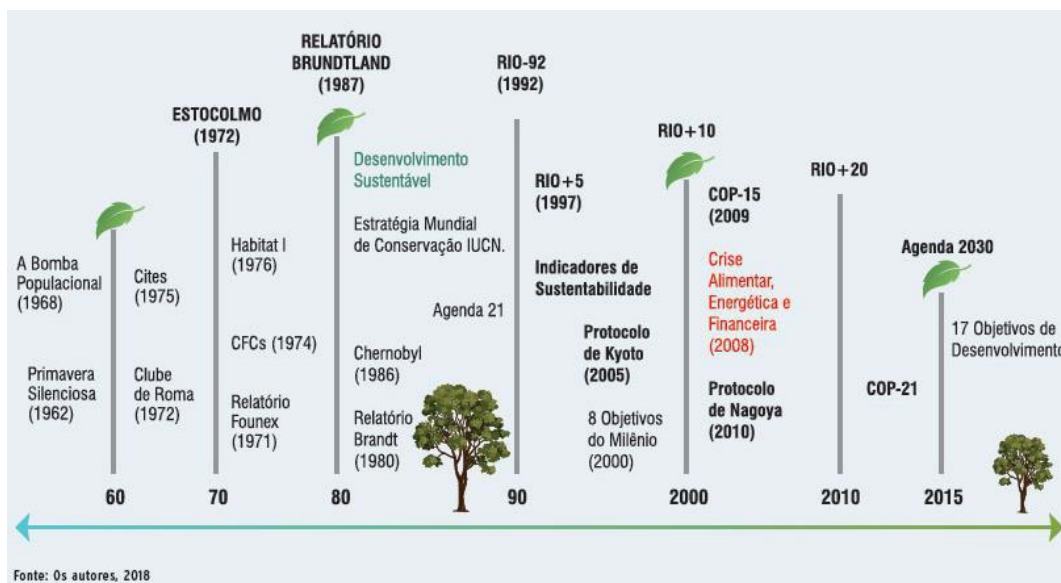 RELATÓRIO
BRUNDTLAND
(1987)
RIO-92
(1992)
ESTOCOLMO
(1972)
RIO+10
Desenvolvimento
Sustentável
RIO+5
(1997)
COP-15
(2009
RIO+20
Estratégia Mundial
de Conservação IUCN.
Habitat I
(1976)
A Bomba
Populacional
(1968)
Cites
(1975)
Indicadores de
Sustentabilidade
Crise
Alimentar,
Energética e
Financeira
(2008)
Agenda 2030
Agenda 21
17 Objetivos de
Desenvolvimento
CFCs (1974)
Chernobyl
(1986)
Protocolo
de Kyoto
(2005)
Primavera
Silenciosa
(1962)
Clube
de Roma
(1972)
Relatório
Founex
(1971)
Relatório
Brandt
(1980)
8 Objetivos
do Milênio
(2000)
Protocolo
de Nagoya
(2010)
COP-21
60
70
80
90
2000
2010
2015
Fonte: Os autores, 2018